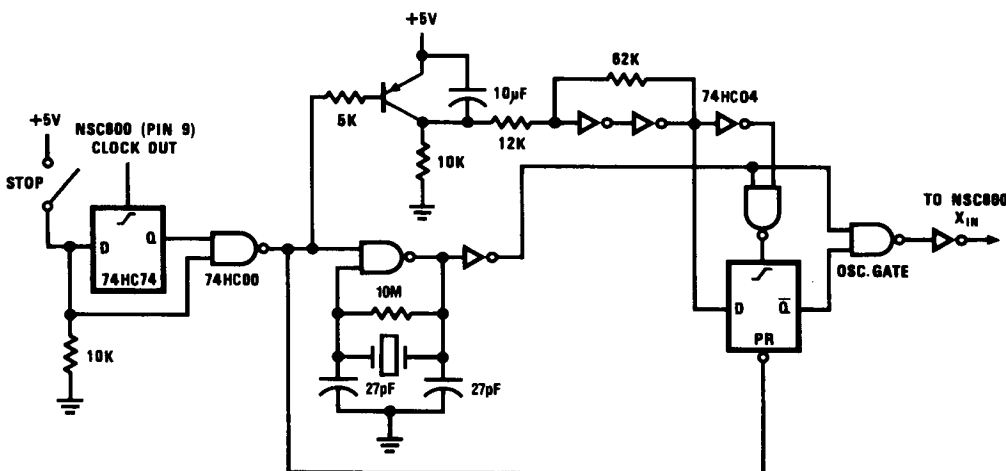 +5V
62K
10µF
74HC04
5K
12K
+5V
NSC800 (PIN 9)
CLOCK OUT
10K
STOP
TO NSC800
XIN
D
Q
74HC74
74HC00
OSC. GATE
10M
D
Q̅
PR
10K
27pF
27pF